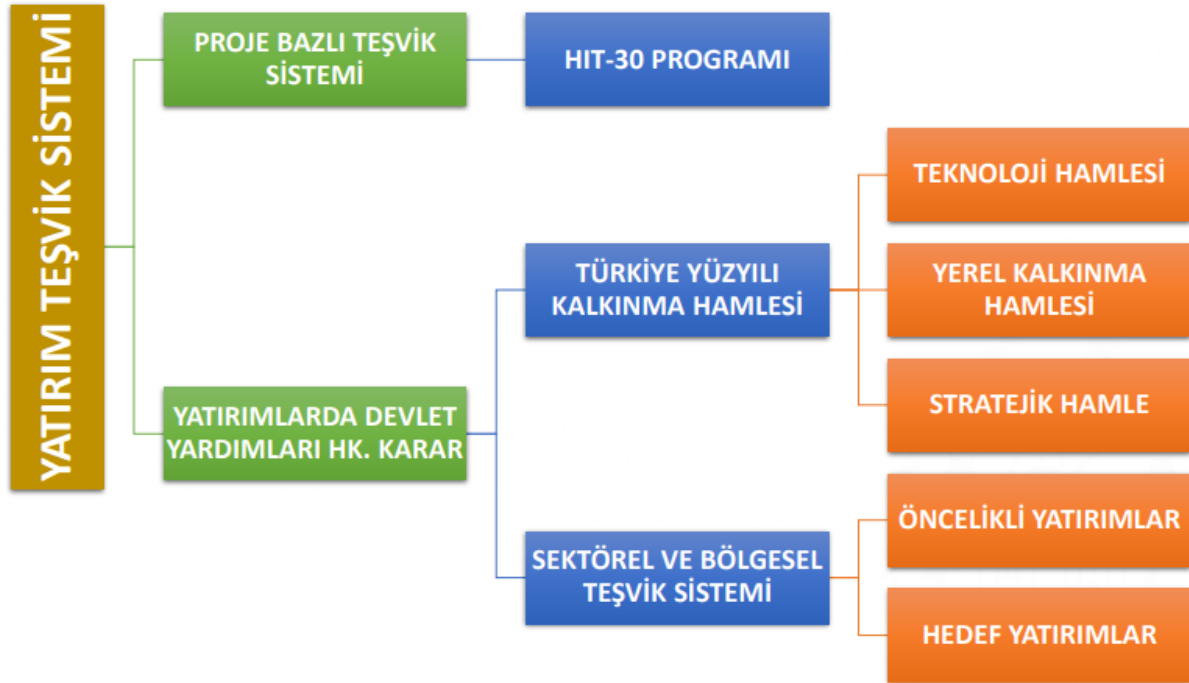 YATIRIM TEŞVİK SİSTEMİ
PROJE BAZLI TEŞVİK
SİSTEMİ
HIT-30 PROGRAMI
YATIRIMLARDA DEVLET
YARDIMLARI HK. KARAR
TÜRKİYE YÜZYILI
KALKINMA HAMLESİ
TEKNOLOJİ HAMLESİ
YEREL KALKINMA
HAMLESİ
STRATEJİK HAMLE
SEKTÖREL VE BÖLGESEL
TEŞVİK SİSTEMİ
ÖNCELİKLİ YATIRIMLAR
HEDEF YATIRIMLAR